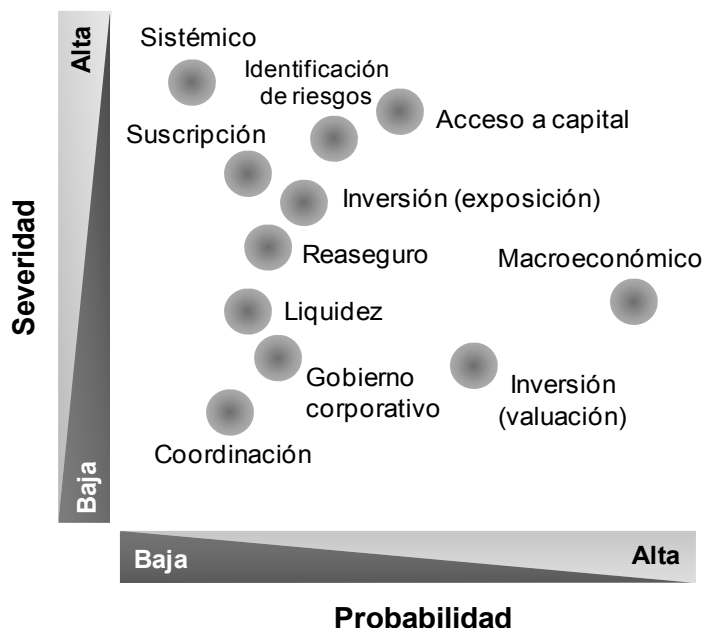 Alta
Sistémico
Identificación
de riesgos
Acceso a capital
Suscripción
Inversión (exposición)
Severidad
Reaseguro
Macroeconómico
Liquidez
Gobierno
corporativo
Inversión
(valuación)
Coordinación
Baja
Baja
Alta
Probabilidad